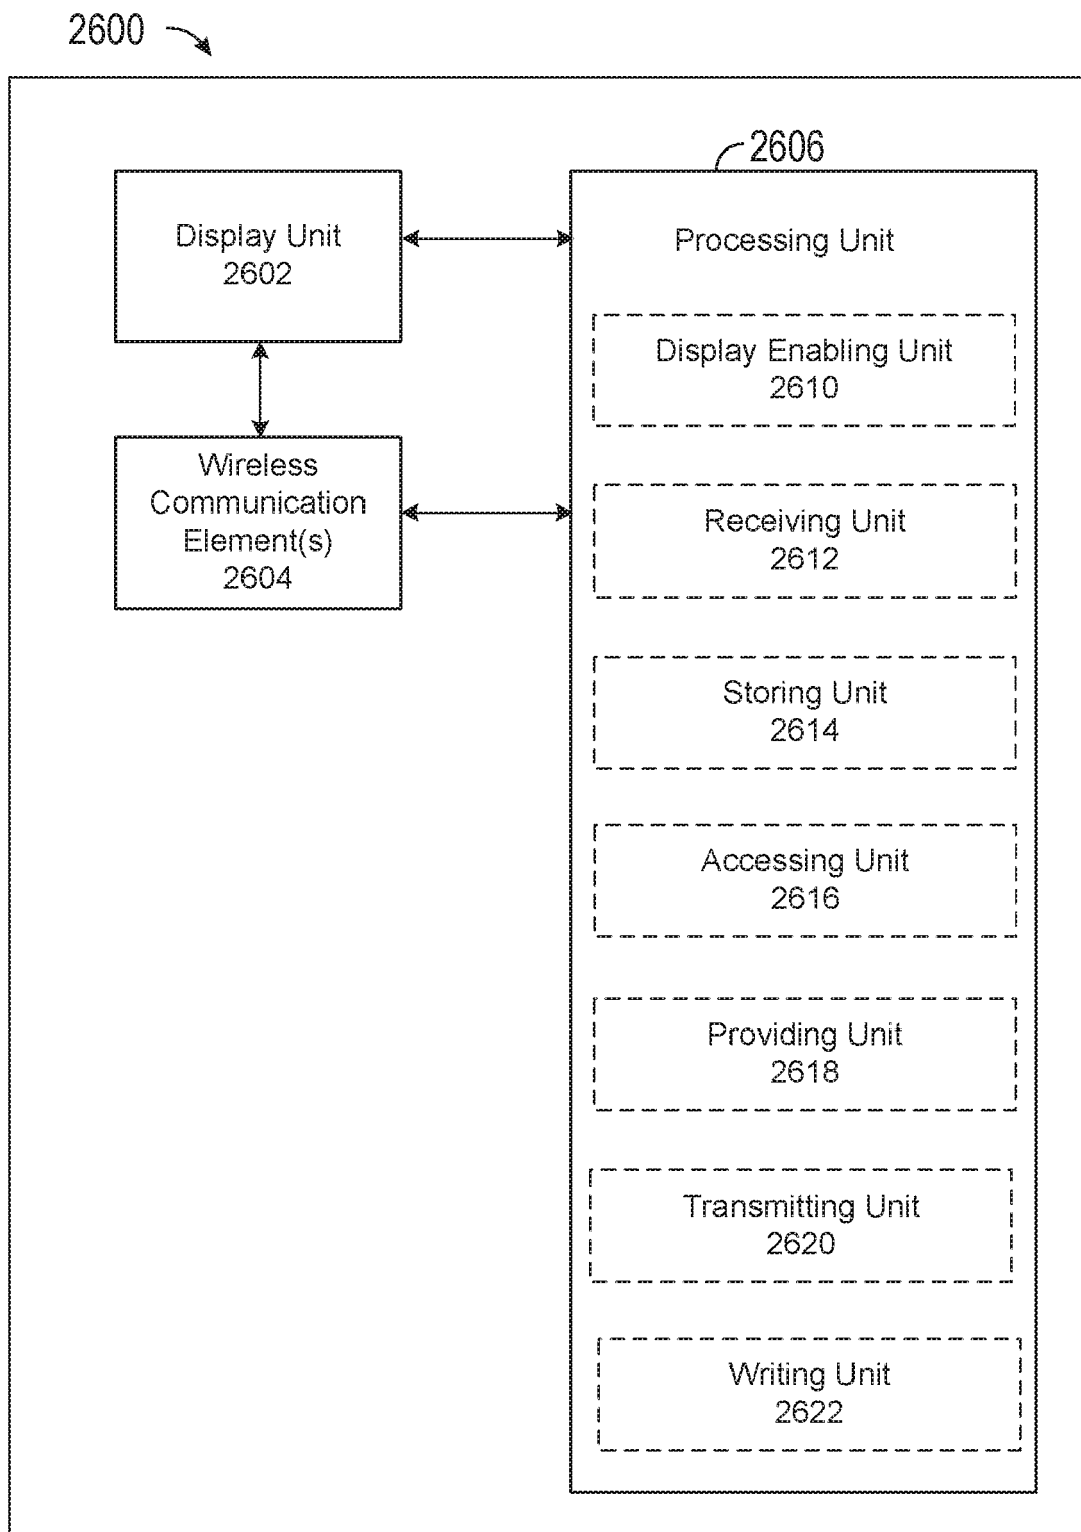 2600
2606
Display Unit
2602
Processing Unit
Display Enabling Unit
2610
Wireless
Communication
Element(s)
2604
Receiving Unit
2612
Storing Unit
2614
Accessing Unit
2616
Providing Unit
2618
Transmitting Unit
2620
Writing Unit
2622